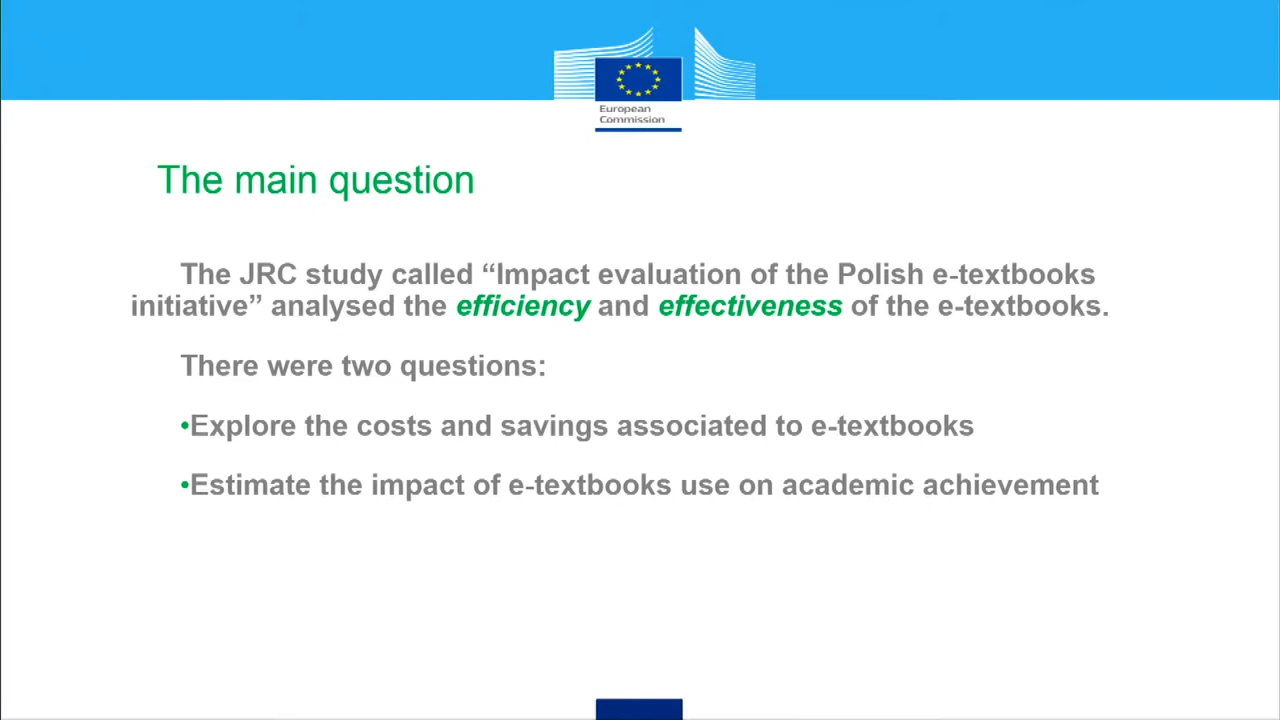 European
Commission
The main question
The JRC study called “Impact evaluation of the Polish e-textbooks
initiative” analysed the efficiency and effectiveness of the e-textbooks.
There were two questions:
•Explore the costs and savings associated to e-textbooks
•Estimate the impact of e-textbooks use on academic achievement